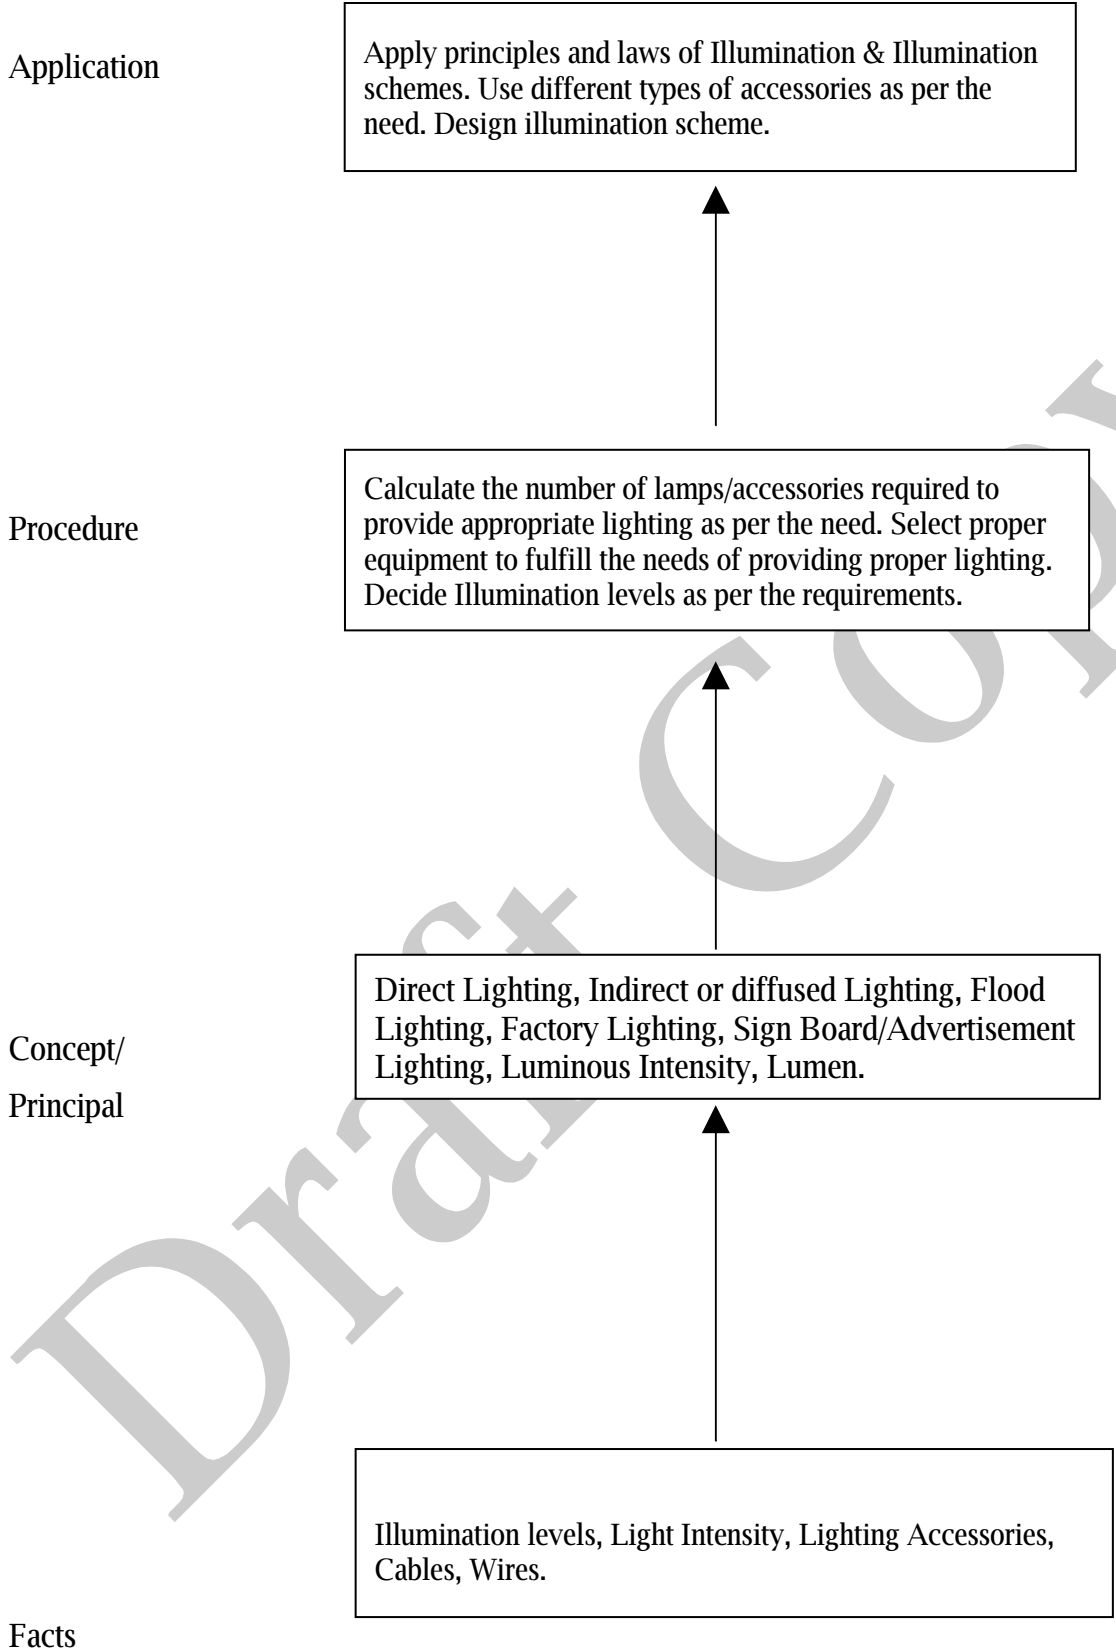 Application
Apply principles and laws of Illumination & Illumination
schemes. Use different types of accessories as per the
need. Design illumination scheme.
Procedure
Calculate the number of lamps/accessories required to
provide appropriate lighting as per the need. Select proper
equipment to fulfill the needs of providing proper lighting.
Decide Illumination levels as per the requirements.
Concept/
Principal
Direct Lighting, Indirect or diffused Lighting, Flood
Lighting, Factory Lighting, Sign Board/Advertisement
Lighting, Luminous Intensity, Lumen.
Illumination levels, Light Intensity, Lighting Accessories,
Cables, Wires.
Facts
Draft Cop